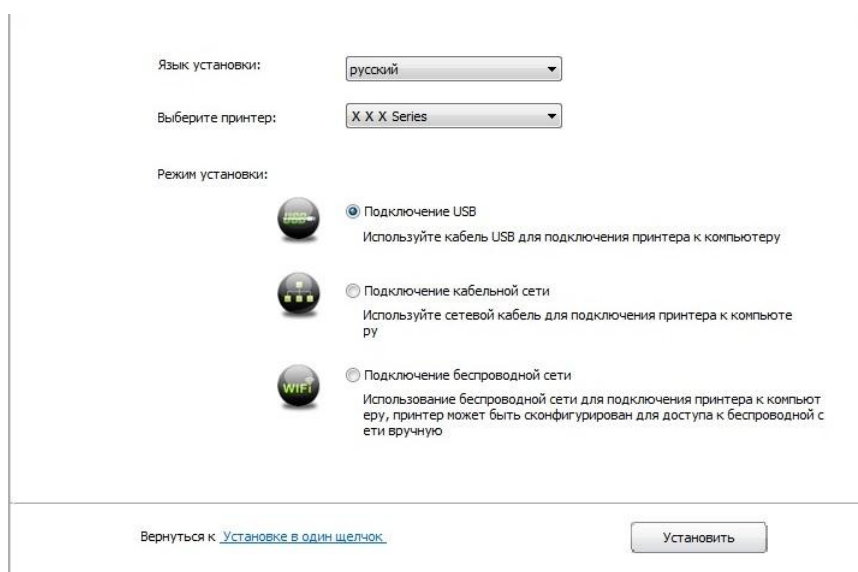 Язык установки: русский
Выберите принтер: X X X Series
Режим установки:
USB
Подключение USB
Используйте кабель USB для подключения принтера к компьютеру
Подключение кабельной сети
Используйте сетевой кабель для подключения принтера к компьюте
ру
WiFi
Подключение беспроводной сети
Использование беспроводной сети для подключения принтера к компьют
еру, принтер может быть сконфигурирован для доступа к беспроводной с
ети вручную
Вернуться к Установке в один щелчок
Установить